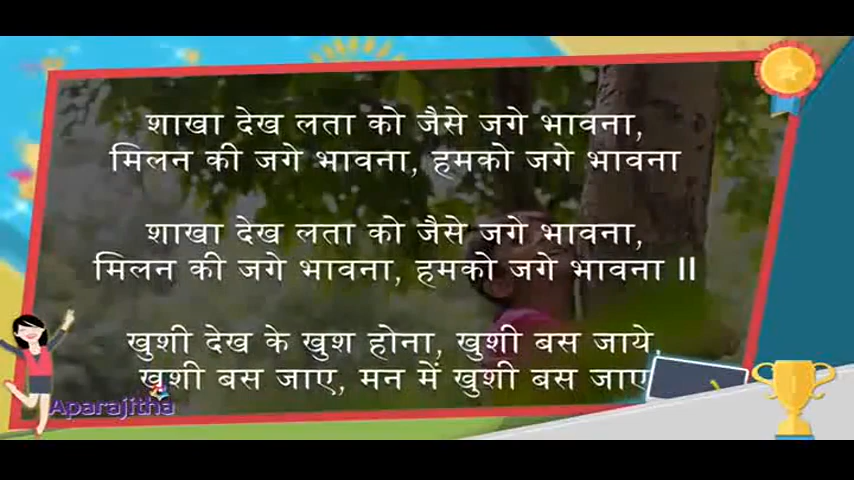 शाखा देख लता को जैसे जगे भावना,
मिलन की जगे भावना, हमको जगे भावना
शाखा देख लता को जैसे जगे भावना,
मिलन की जगे भावना, हमको जगे भावना ll
खुशी देख के खुश होना, खुशी बस जाये,
खुशी बस जाए, मन में खुशी बस जाए
Aparajitha